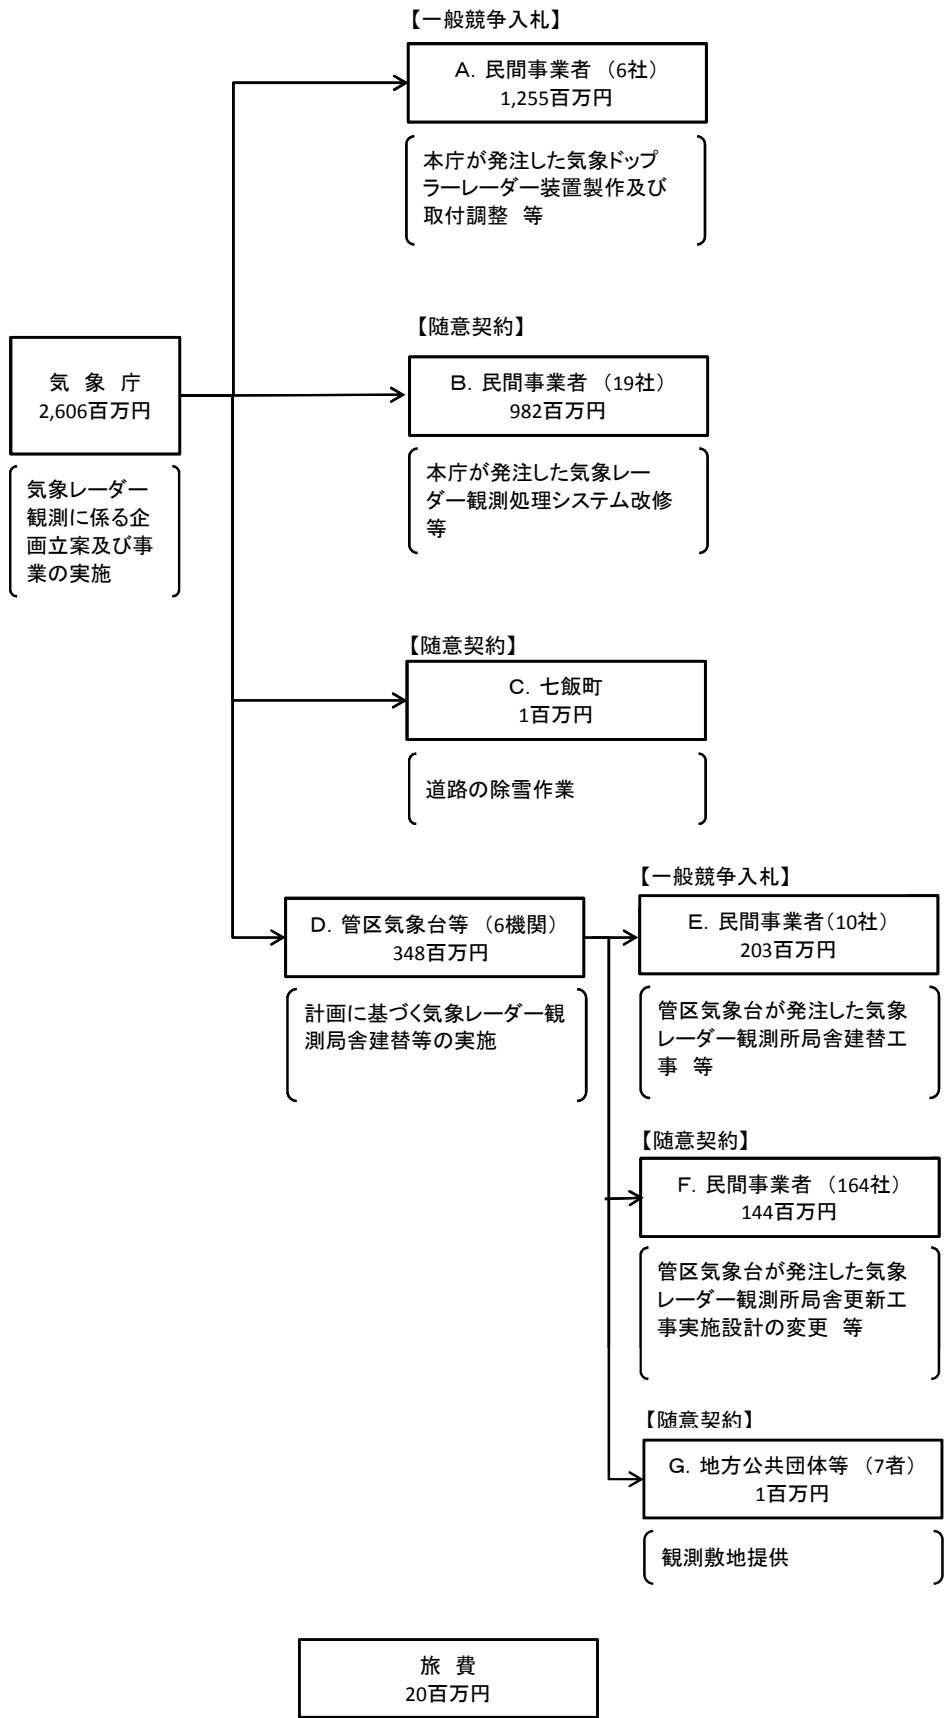 【一般競争入札】
A．民間事業者 （6社）
1,255百万円
本庁が発注した気象ドップ
ラーレーダー装置製作及び
取付調整 等
【随意契約】
気 象 庁
2,606百万円
B．民間事業者 （19社）
982百万円
気象レーダー
観測に係る企
画立案及び事
業の実施
本庁が発注した気象レー
ダー観測処理システム改修
等
【随意契約】
C．七飯町
1百万円
道路の除雪作業
【一般競争入札】
D．管区気象台等 （6機関）
348百万円
E．民間事業者（10社）
203百万円
計画に基づく気象レーダー観
測局舎建替等の実施
管区気象台が発注した気象
レーダー観測所局舎建替工
事 等
【随意契約】
F．民間事業者 （164社）
144百万円
管区気象台が発注した気象
レーダー観測所局舎更新工
事実施設計の変更 等
【随意契約】
G．地方公共団体等 （7者）
1百万円
観測敷地提供
旅 費
20百万円